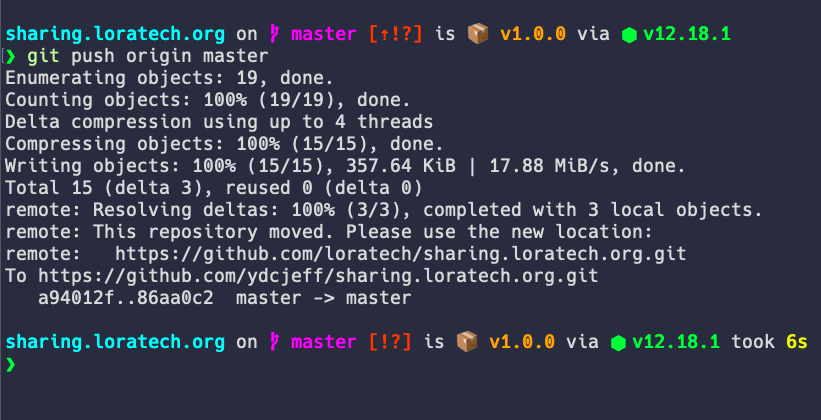 sharing.loratech.org on master [⇡!?] is 📦 v1.0.0 via ⬢ v12.18.1
❯ git push origin master
Enumerating objects: 19, done.
Counting objects: 100% (19/19), done.
Delta compression using up to 4 threads
Compressing objects: 100% (15/15), done.
Writing objects: 100% (15/15), 357.64 KiB | 17.88 MiB/s, done.
Total 15 (delta 3), reused 0 (delta 0)
remote: Resolving deltas: 100% (3/3), completed with 3 local objects.
remote: This repository moved. Please use the new location:
remote:   https://github.com/loratech/sharing.loratech.org.git
To https://github.com/ydcjeff/sharing.loratech.org.git
   a94012f..86aa0c2  master -> master
sharing.loratech.org on master [!?] is 📦 v1.0.0 via ⬢ v12.18.1 took 6s
❯